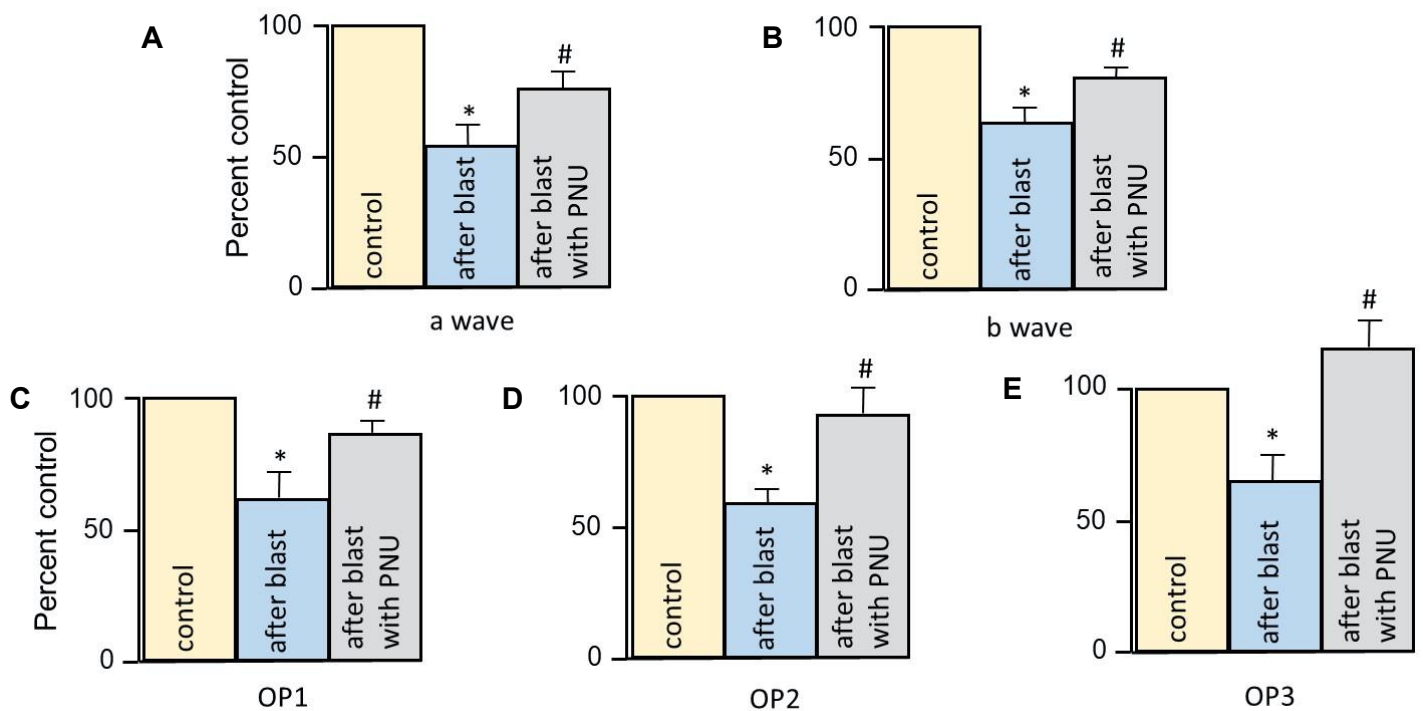 A
Percent control
100
50
0
control
after blast
*
after blast
with PNU
#
a wave
B
100
50
0
control
after blast
*
after blast
with PNU
#
b wave
C
Percent control
100
50
0
control
after blast
*
after blast
with PNU
#
OP1
D
100
50
0
control
after blast
*
after blast
with PNU
#
OP2
E
100
50
0
control
after blast
*
after blast
with PNU
#
OP3